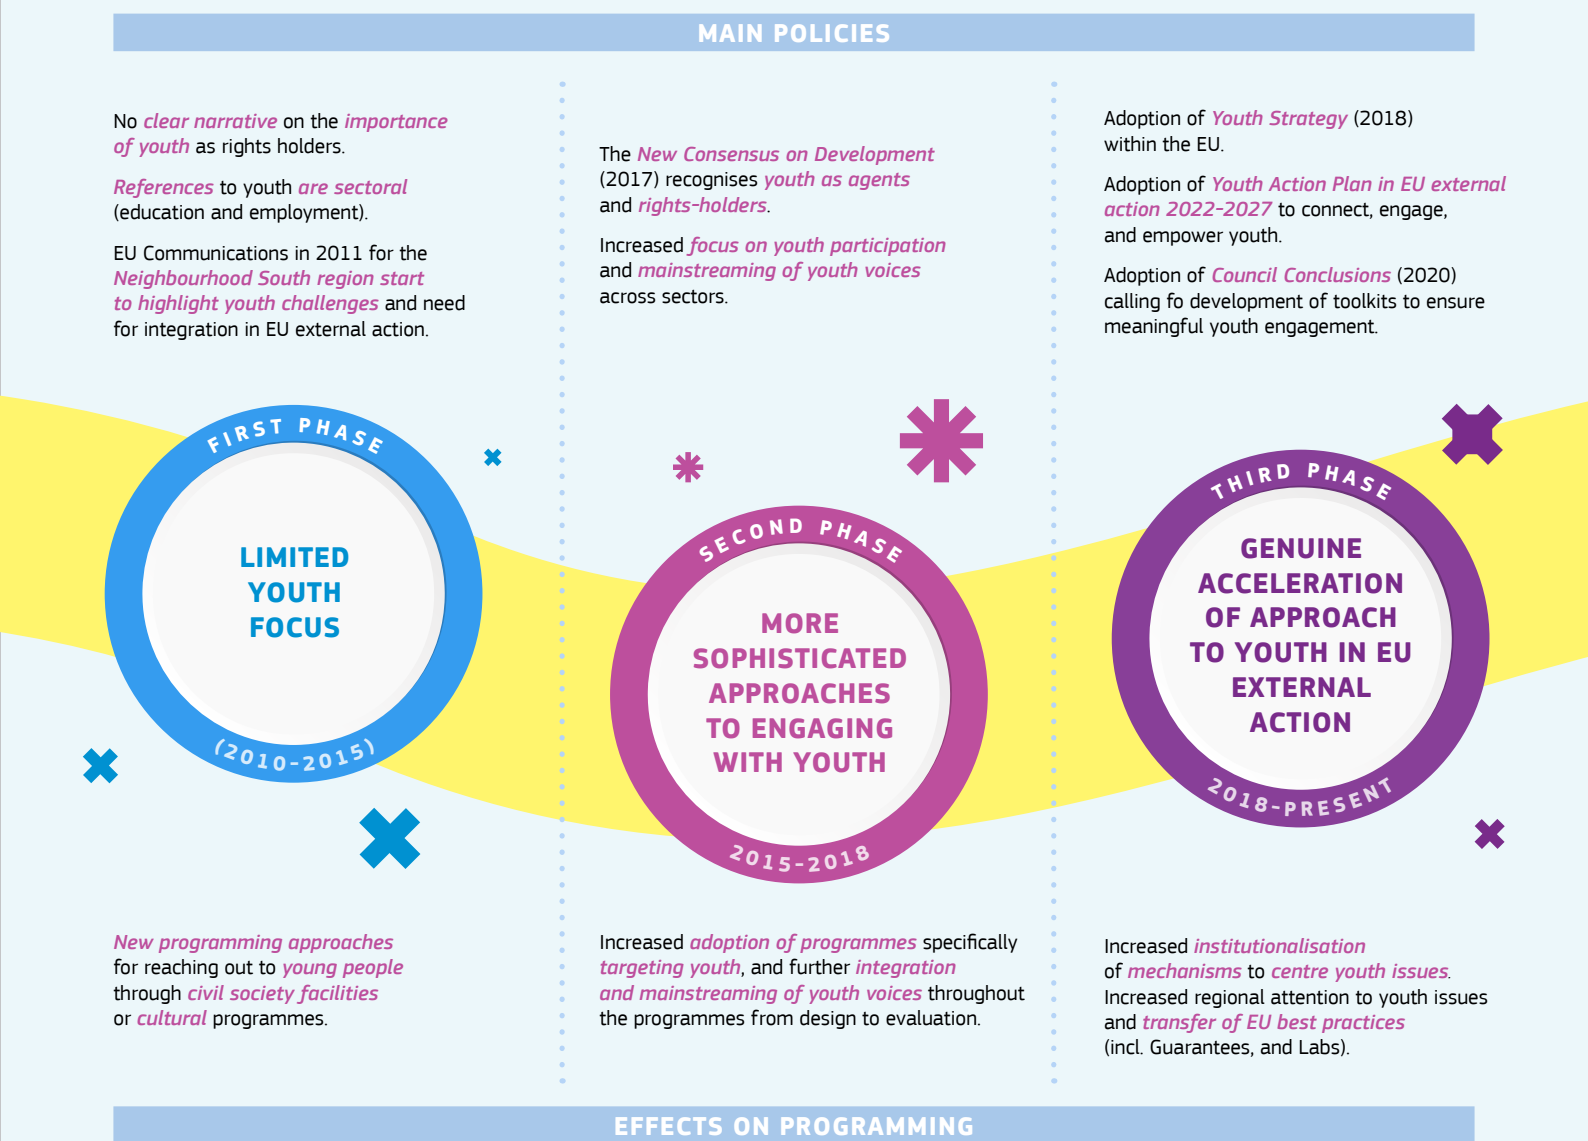 MAIN POLICIES
No clear narrative on the importance
of youth as rights holders.
References to youth are sectoral
(education and employment).
EU Communications in 2011 for the
Neighbourhood South region start
to highlight youth challenges and need
for integration in EU external action.
The New Consensus on Development
(2017) recognises youth as agents
and rights-holders.
Increased focus on youth participation
and mainstreaming of youth voices
across sectors.
Adoption of Youth Strategy (2018)
within the EU.
Adoption of Youth Action Plan in EU external
action 2022-2027 to connect, engage,
and empower youth.
Adoption of Council Conclusions (2020)
calling fo development of toolkits to ensure
meaningful youth engagement.
FIRST PHASE
LIMITED
YOUTH
FOCUS
(2010-2015)
SECOND PHASE
MORE
SOPHISTICATED
APPROACHES
TO ENGAGING
WITH YOUTH
2015-2018
THIRD PHASE
GENUINE
ACCELERATION
OF APPROACH
TO YOUTH IN EU
EXTERNAL
ACTION
2018-PRESENT
New programming approaches
for reaching out to young people
through civil society facilities
or cultural programmes.
Increased adoption of programmes specifically
targeting youth, and further integration
and mainstreaming of youth voices throughout
the programmes from design to evaluation.
Increased institutionalisation
of mechanisms to centre youth issues.
Increased regional attention to youth issues
and transfer of EU best practices
(incl. Guarantees, and Labs).
EFFECTS ON PROGRAMMING